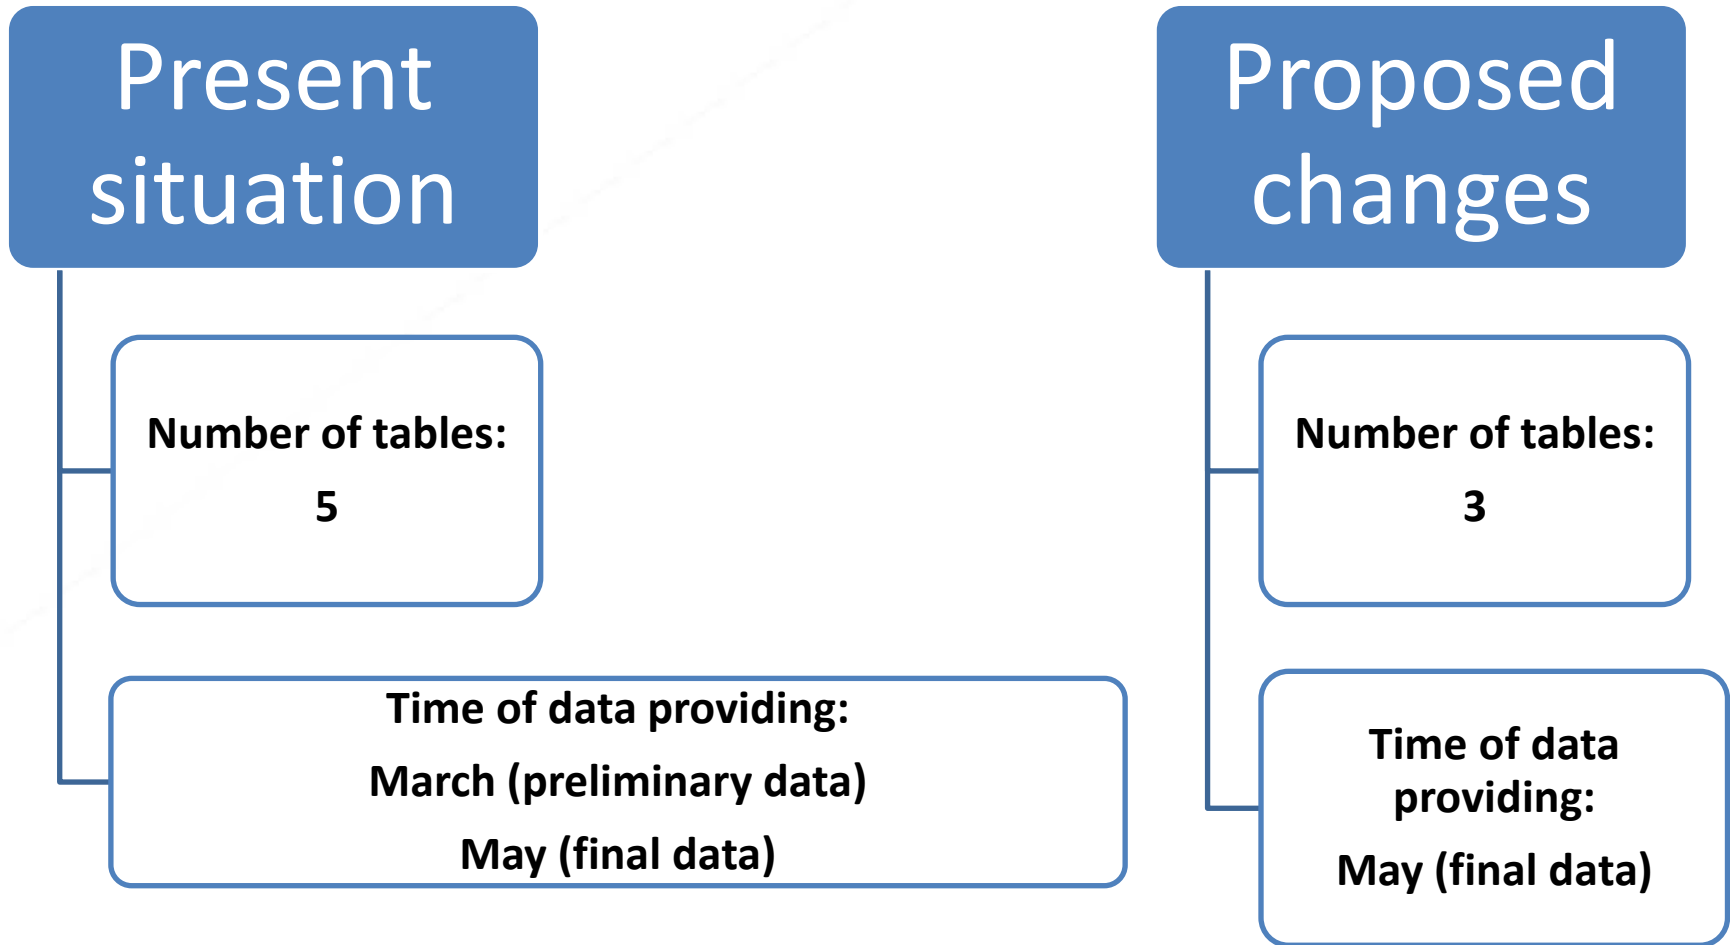 Present
situation
Number of tables:
5
Time of data providing:
March (preliminary data)
May (final data)
Proposed
changes
Number of tables:
3
Time of data
providing:
May (final data)